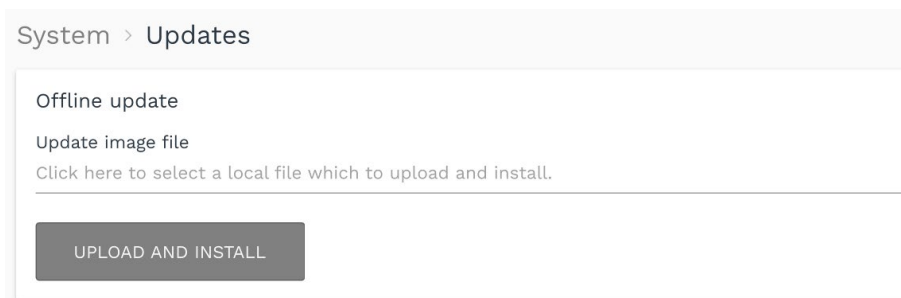 System > Updates
Offline update
Update image file
Click here to select a local file which to upload and install.
UPLOAD AND INSTALL